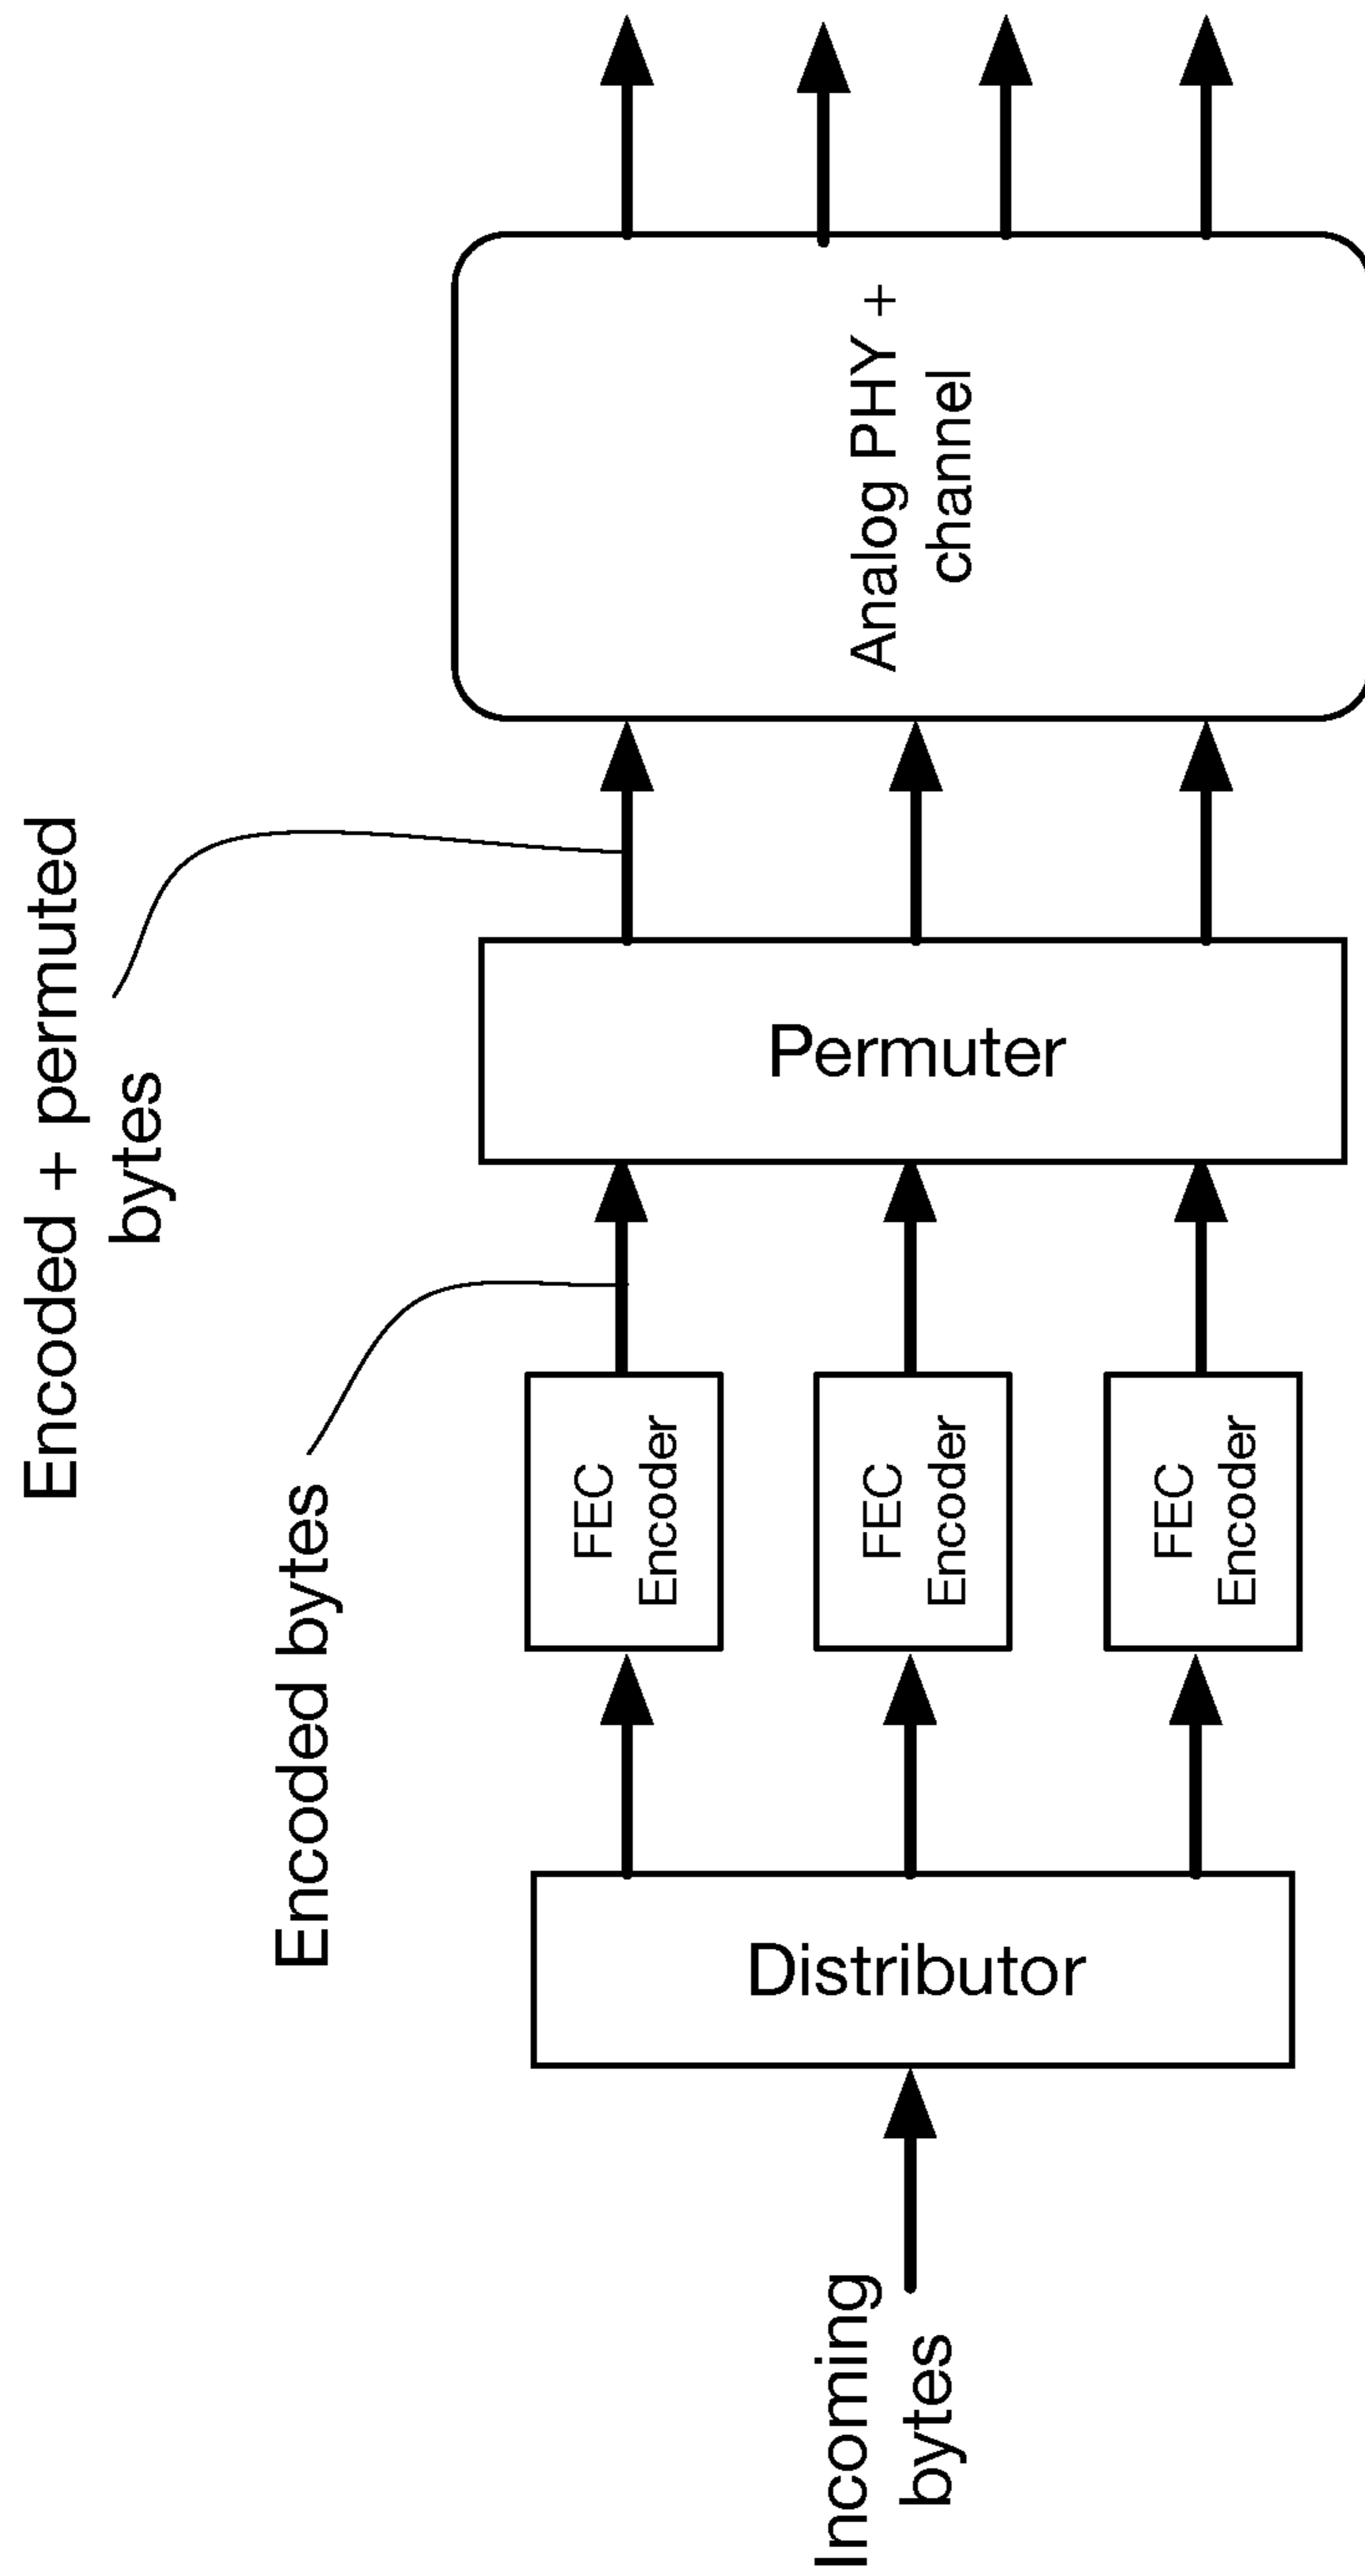 Encoded + permuted
bytes
Encoded bytes
Incoming
bytes
Distributor
FEC
Encoder
FEC
Encoder
FEC
Encoder
Permuter
Analog PHY +
channel